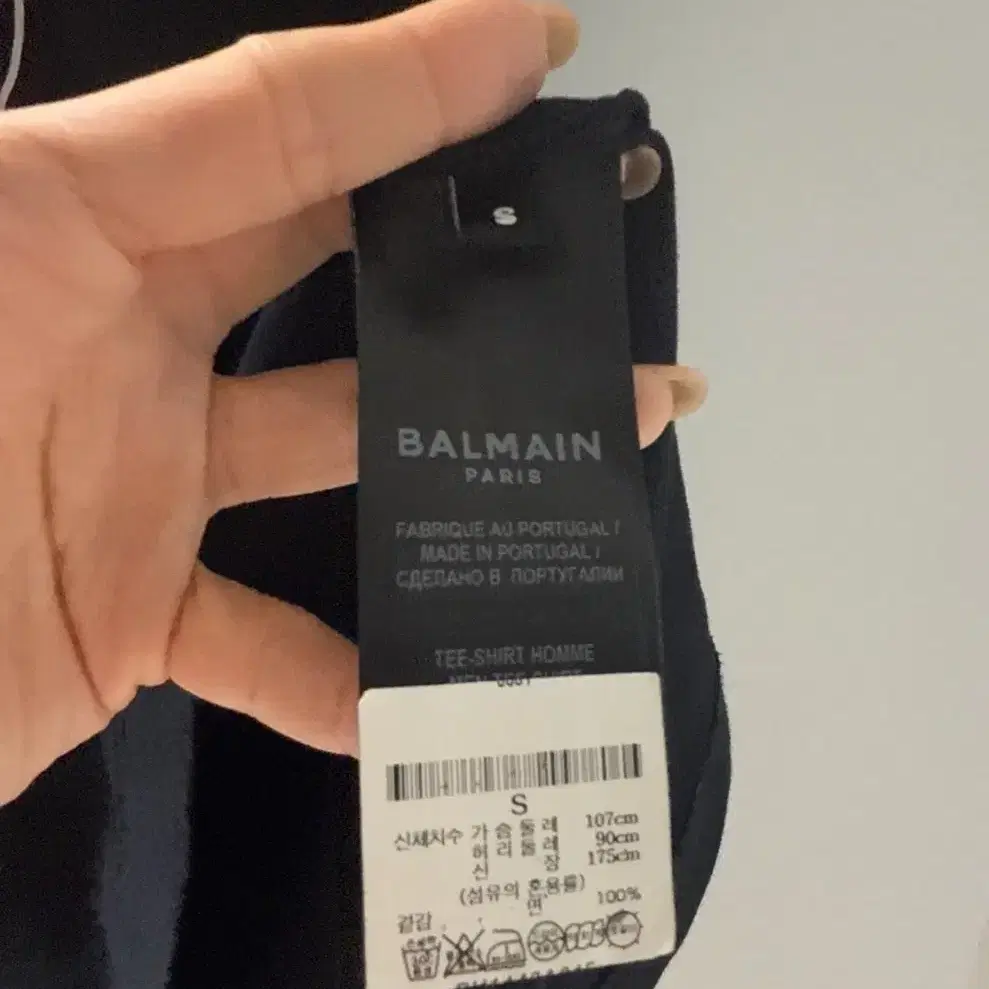 S
BALMAIN
PARIS
FABRIQUE AU PORTUGAL /
MADE IN PORTUGAL /
СДЕЛАНО В ПОРТУГАЛИИ
TEE-SHIRT HOMME
S
신체치수 가슴둘레 107cm
허리둘레 90cm
신장 175cm
(섬유의 혼용률)
겉감 면 100%